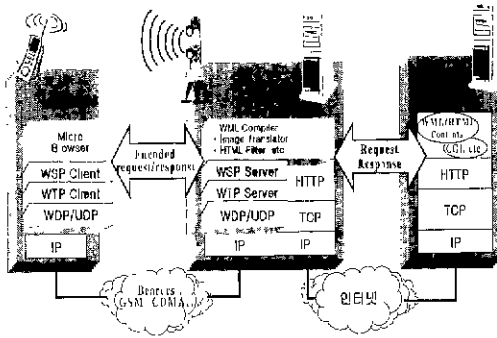 Micro
Browser
WSP Client
WTP Client
WDP/UDP
IP
Encoded
request/response
WML Compiler
• Image Translator
• HTML Filter etc
WSP Server
WTP Server
WDP/UDP
IP
HTTP
TCP
IP
Request
Response
WML/HTML
Contents
CGI, etc
HTTP
TCP
IP
Bearers
GSM CDMA
인터넷